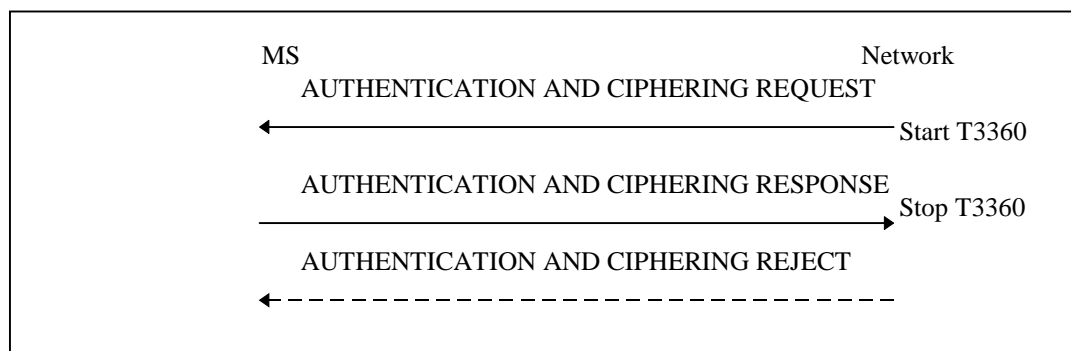 MS Network
AUTHENTICATION AND CIPHERING REQUEST
Start T3360
AUTHENTICATION AND CIPHERING RESPONSE
Stop T3360
AUTHENTICATION AND CIPHERING REJECT